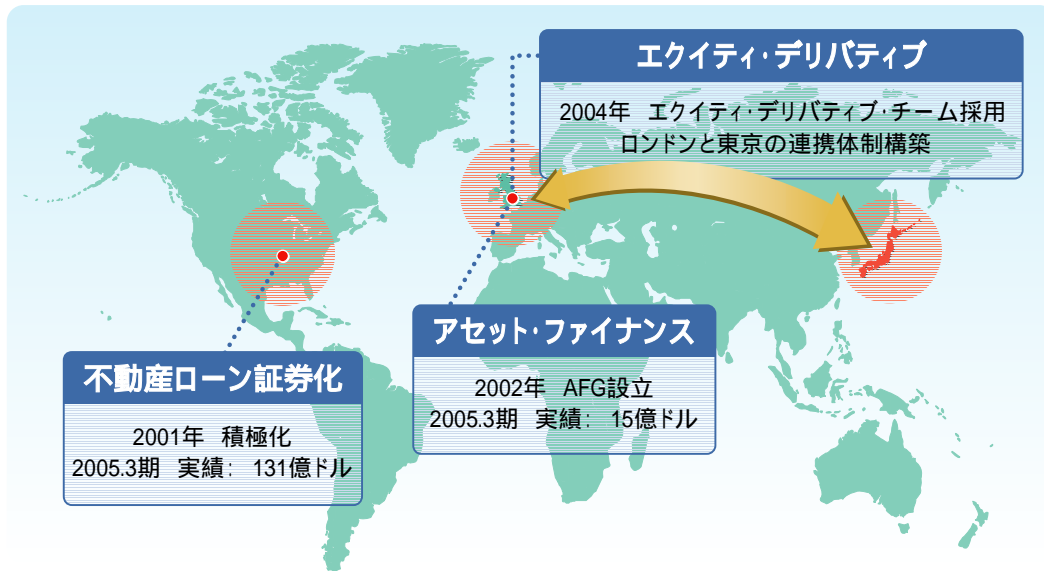 エクイティ・デリバティブ
2004年 エクイティ・デリバティブ・チーム採用
ロンドンと東京の連携体制構築
アセット・ファイナンス
2002年 AFG設立
2005.3期 実績： 15億ドル
不動産ローン証券化
2001年 積極化
2005.3期 実績： 131億ドル